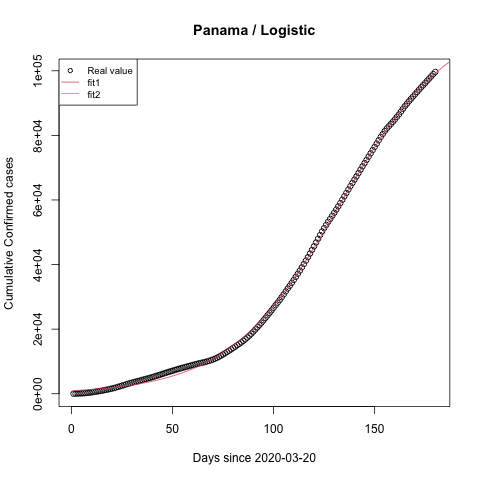 Panama / Logistic
Real value
fit1
fit2
Cumulative Confirmed cases
1e+05
8e+04
6e+04
4e+04
2e+04
0e+00
0 50 100 150
Days since 2020-03-20